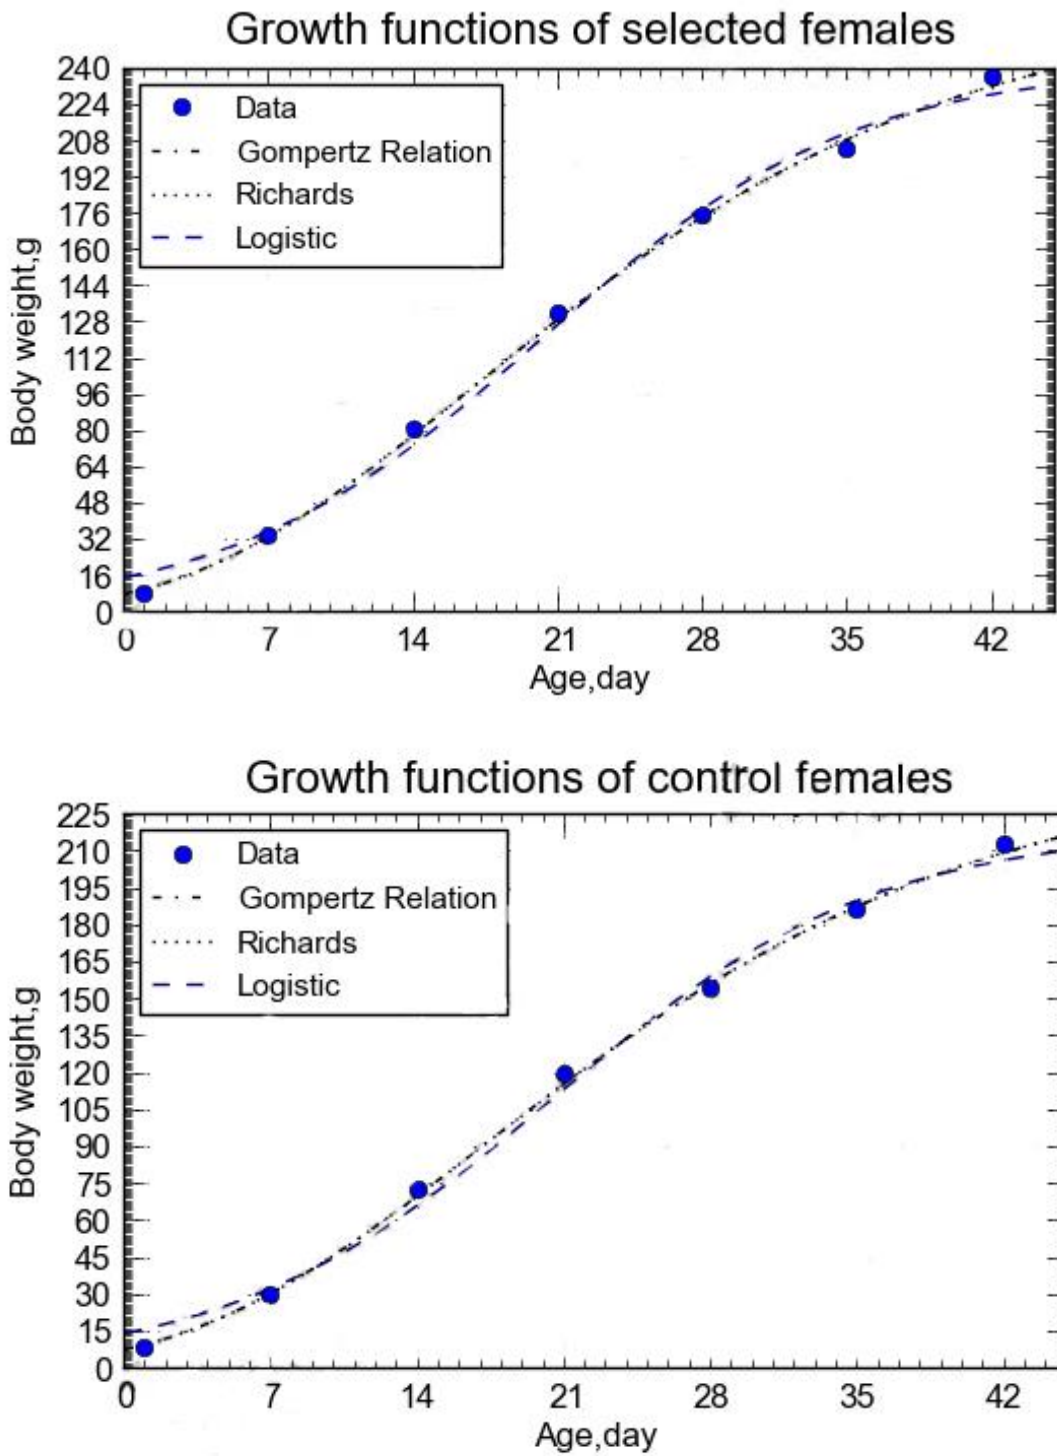 Growth functions of selected females
240
224
208
192
176
160
144
128
112
96
80
64
48
32
16
0
Body weight,g
Data
Gompertz Relation
Richards
Logistic
0 7 14 21 28 35 42
Age,day
Growth functions of control females
225
210
195
180
165
150
135
120
105
90
75
60
45
30
15
0
Body weight,g
Data
Gompertz Relation
Richards
Logistic
0 7 14 21 28 35 42
Age,day